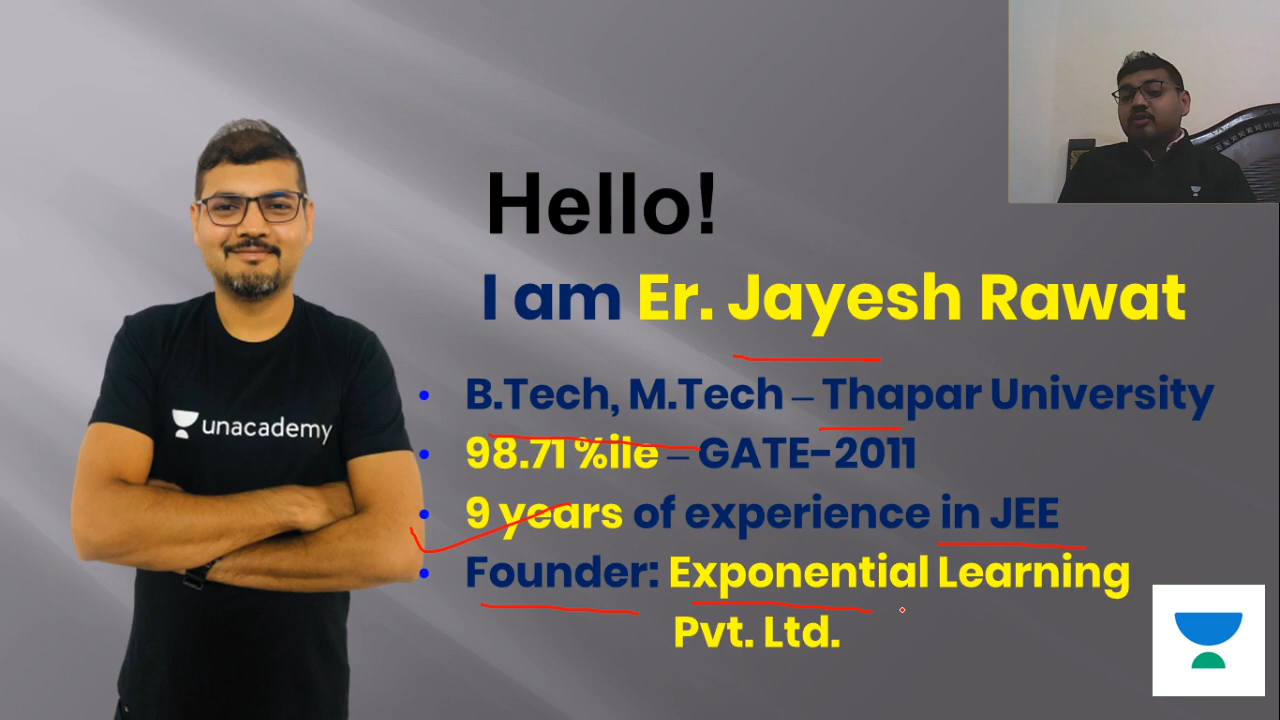 Hello!
I am Er. Jayesh Rawat
unacademy
• B.Tech, M.Tech – Thapar University
• 98.71 %ile – GATE-2011
• 9 years of experience in JEE
• Founder: Exponential Learning
Pvt. Ltd.